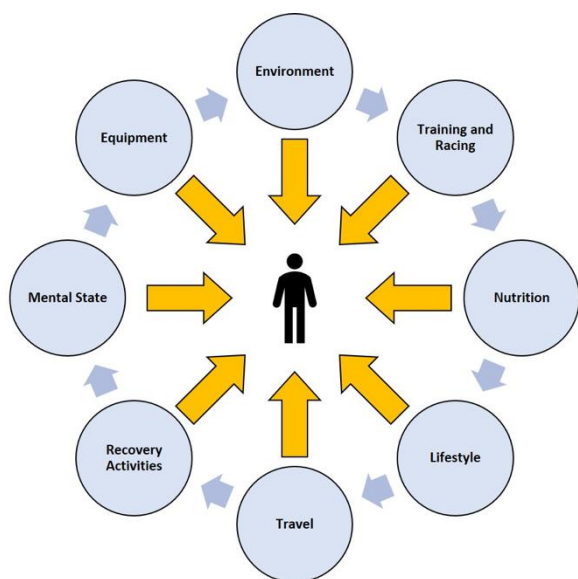 Environment
Training and
Racing
Nutrition
Lifestyle
Travel
Recovery
Activities
Mental State
Equipment